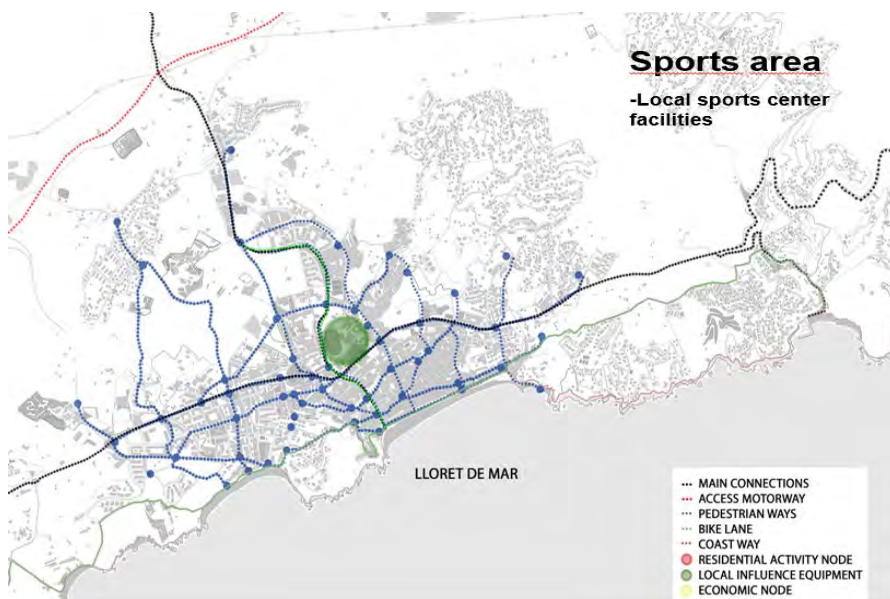 Sports area
-Local sports center
facilities
LLORET DE MAR
MAIN CONNECTIONS
ACCESS MOTORWAY
PEDESTRIAN WAYS
BIKE LANE
COAST WAY
RESIDENTIAL ACTIVITY NODE
LOCAL INFLUENCE EQUIPMENT
ECONOMIC NODE